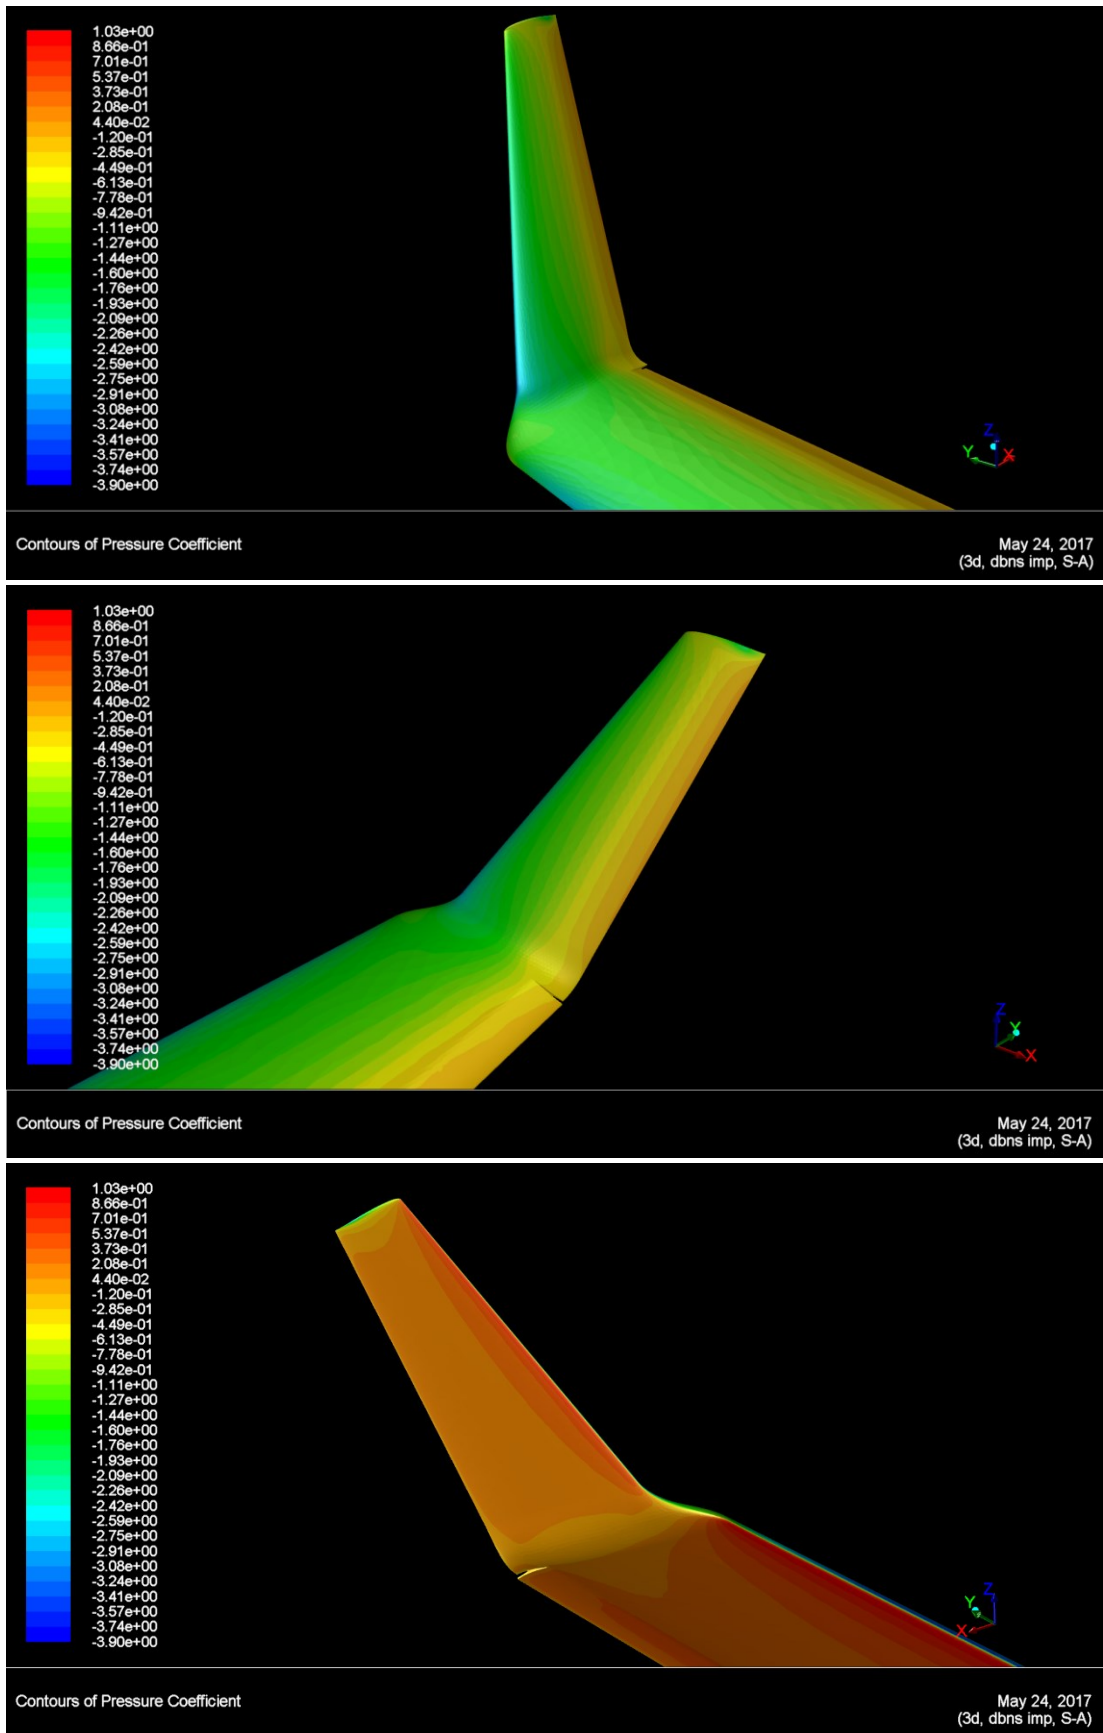 1.03e+00
8.66e-01
7.01e-01
5.37e-01
3.73e-01
2.08e-01
4.40e-02
-1.20e-01
-2.85e-01
-4.49e-01
-6.13e-01
-7.78e-01
-9.42e-01
-1.11e+00
-1.27e+00
-1.44e+00
-1.60e+00
-1.76e+00
-1.93e+00
-2.09e+00
-2.26e+00
-2.42e+00
-2.59e+00
-2.75e+00
-2.91e+00
-3.08e+00
-3.24e+00
-3.41e+00
-3.57e+00
-3.74e+00
-3.90e+00
Z
Y X
Contours of Pressure Coefficient
May 24, 2017
(3d, dbns imp, S-A)
1.03e+00
8.66e-01
7.01e-01
5.37e-01
3.73e-01
2.08e-01
4.40e-02
-1.20e-01
-2.85e-01
-4.49e-01
-6.13e-01
-7.78e-01
-9.42e-01
-1.11e+00
-1.27e+00
-1.44e+00
-1.60e+00
-1.76e+00
-1.93e+00
-2.09e+00
-2.26e+00
-2.42e+00
-2.59e+00
-2.75e+00
-2.91e+00
-3.08e+00
-3.24e+00
-3.41e+00
-3.57e+00
-3.74e+00
-3.90e+00
Z
Y
X
Contours of Pressure Coefficient
May 24, 2017
(3d, dbns imp, S-A)
1.03e+00
8.66e-01
7.01e-01
5.37e-01
3.73e-01
2.08e-01
4.40e-02
-1.20e-01
-2.85e-01
-4.49e-01
-6.13e-01
-7.78e-01
-9.42e-01
-1.11e+00
-1.27e+00
-1.44e+00
-1.60e+00
-1.76e+00
-1.93e+00
-2.09e+00
-2.26e+00
-2.42e+00
-2.59e+00
-2.75e+00
-2.91e+00
-3.08e+00
-3.24e+00
-3.41e+00
-3.57e+00
-3.74e+00
-3.90e+00
Z
Y
X
Contours of Pressure Coefficient
May 24, 2017
(3d, dbns imp, S-A)